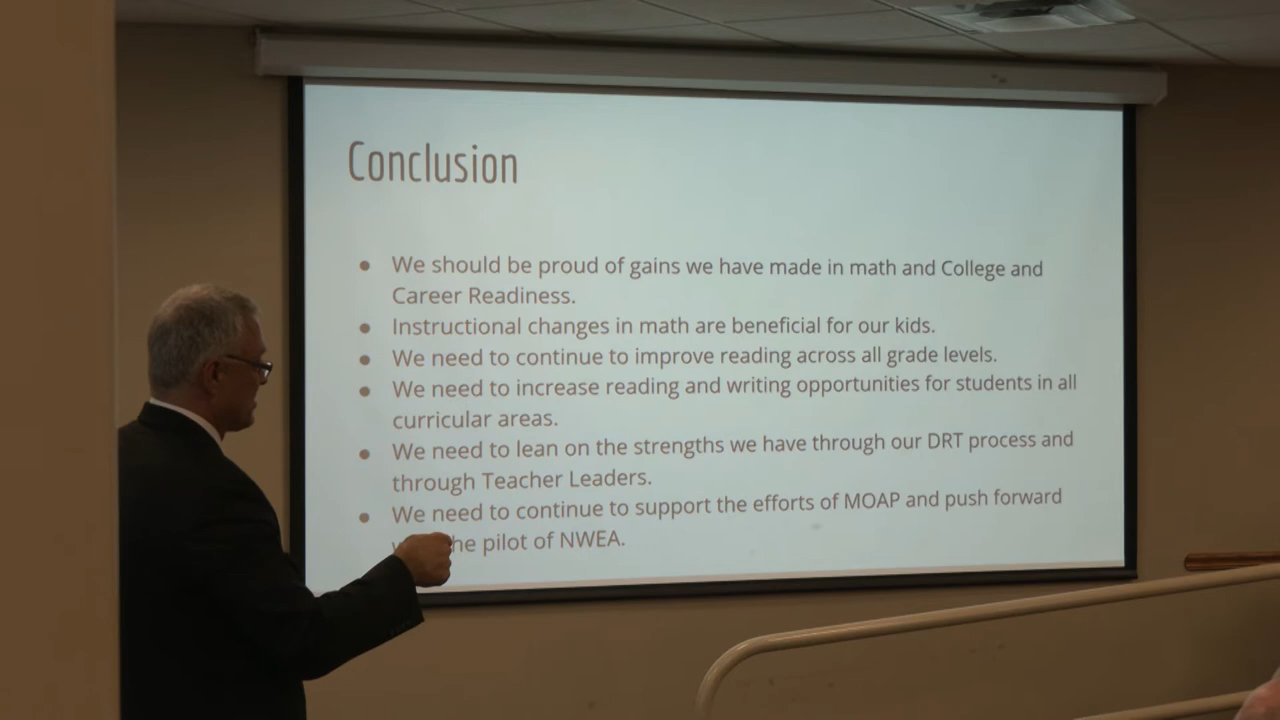 Conclusion
● We should be proud of gains we have made in math and College and
Career Readiness.
● Instructional changes in math are beneficial for our kids.
● We need to continue to improve reading across all grade levels.
● We need to increase reading and writing opportunities for students in all
curricular areas.
● We need to lean on the strengths we have through our DRT process and
through Teacher Leaders.
● We need to continue to support the efforts of MOAP and push forward
pilot of NWEA.